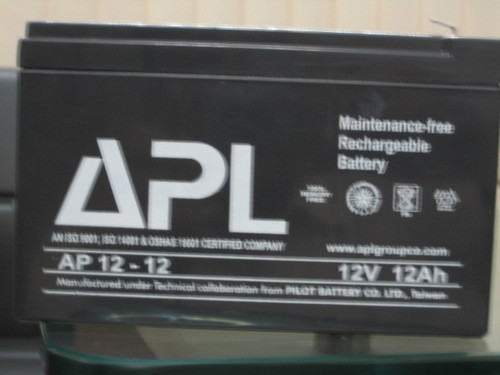 APL
Maintenance-free
Rechargeable
Battery
AN ISO 9001, ISO 14001 & OSHAS 18001 CERTIFIED COMPANY
www.aplgroupco.com
AP 12 - 12
12V 12Ah
Manufactured under Technical collaboration from PILOT BATTERY CO. LTD., Taiwan